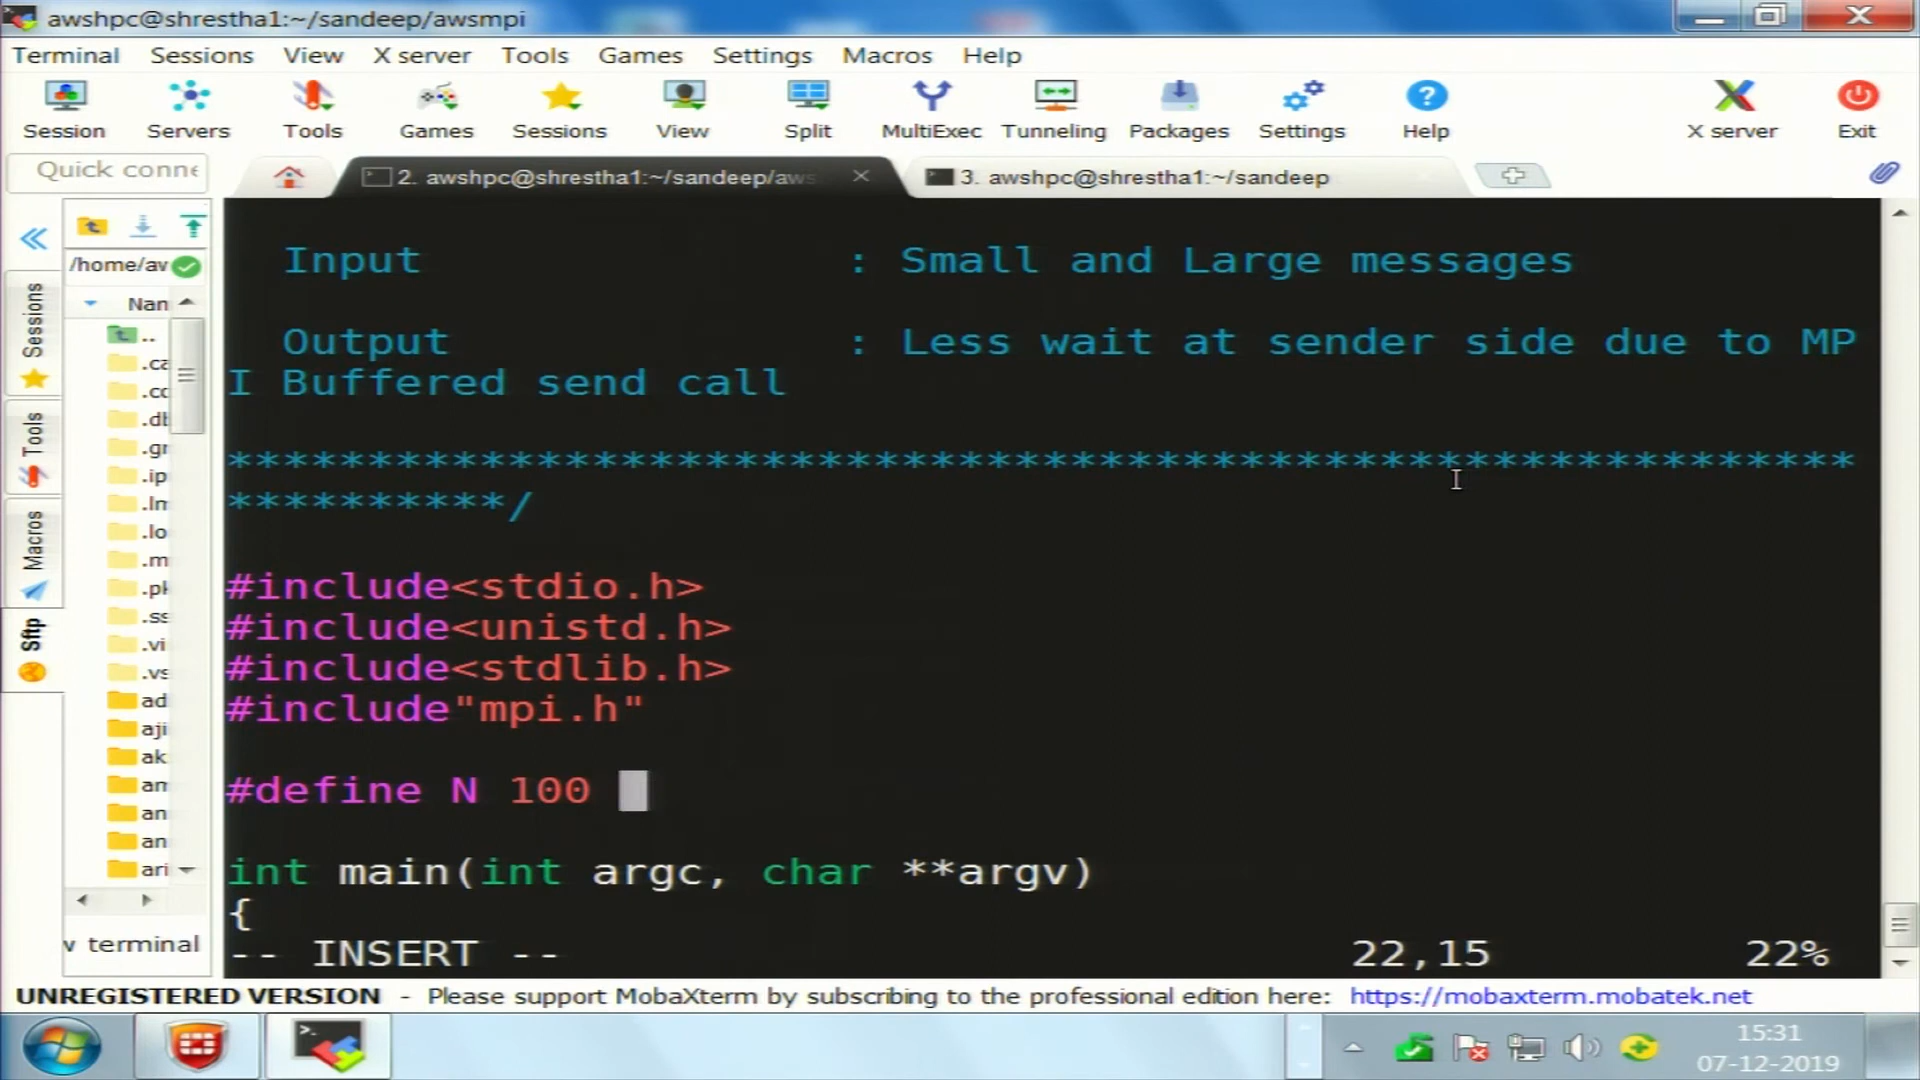 awshpc@shrestha1:~/sandeep/awsmpi
Terminal Sessions View X server Tools Games Settings Macros Help
Session Servers Tools Games Sessions View Split MultiExec Tunneling Packages Settings Help X server Exit
Quick conne
2. awshpc@shrestha1:~/sandeep/aws
3. awshpc@shrestha1:~/sandeep
/home/av
Nan
..
.ca
.co
.db
.gr
.ip
.lm
.lo
.m
.pk
.ss
.vi
.vs
ad
aji
ak
am
an
an
ari
Sessions
Tools
Macros
Sftp
terminal
Input : Small and Large messages
Output : Less wait at sender side due to MP
I Buffered send call
**********************************************************
**********/
#include<stdio.h>
#include<unistd.h>
#include<stdlib.h>
#include"mpi.h"
#define N 100
int main(int argc, char **argv)
{
-- INSERT -- 22,15 22%
UNREGISTERED VERSION - Please support MobaXterm by subscribing to the professional edition here: https://mobaxterm.mobatek.net
15:31
07-12-2019